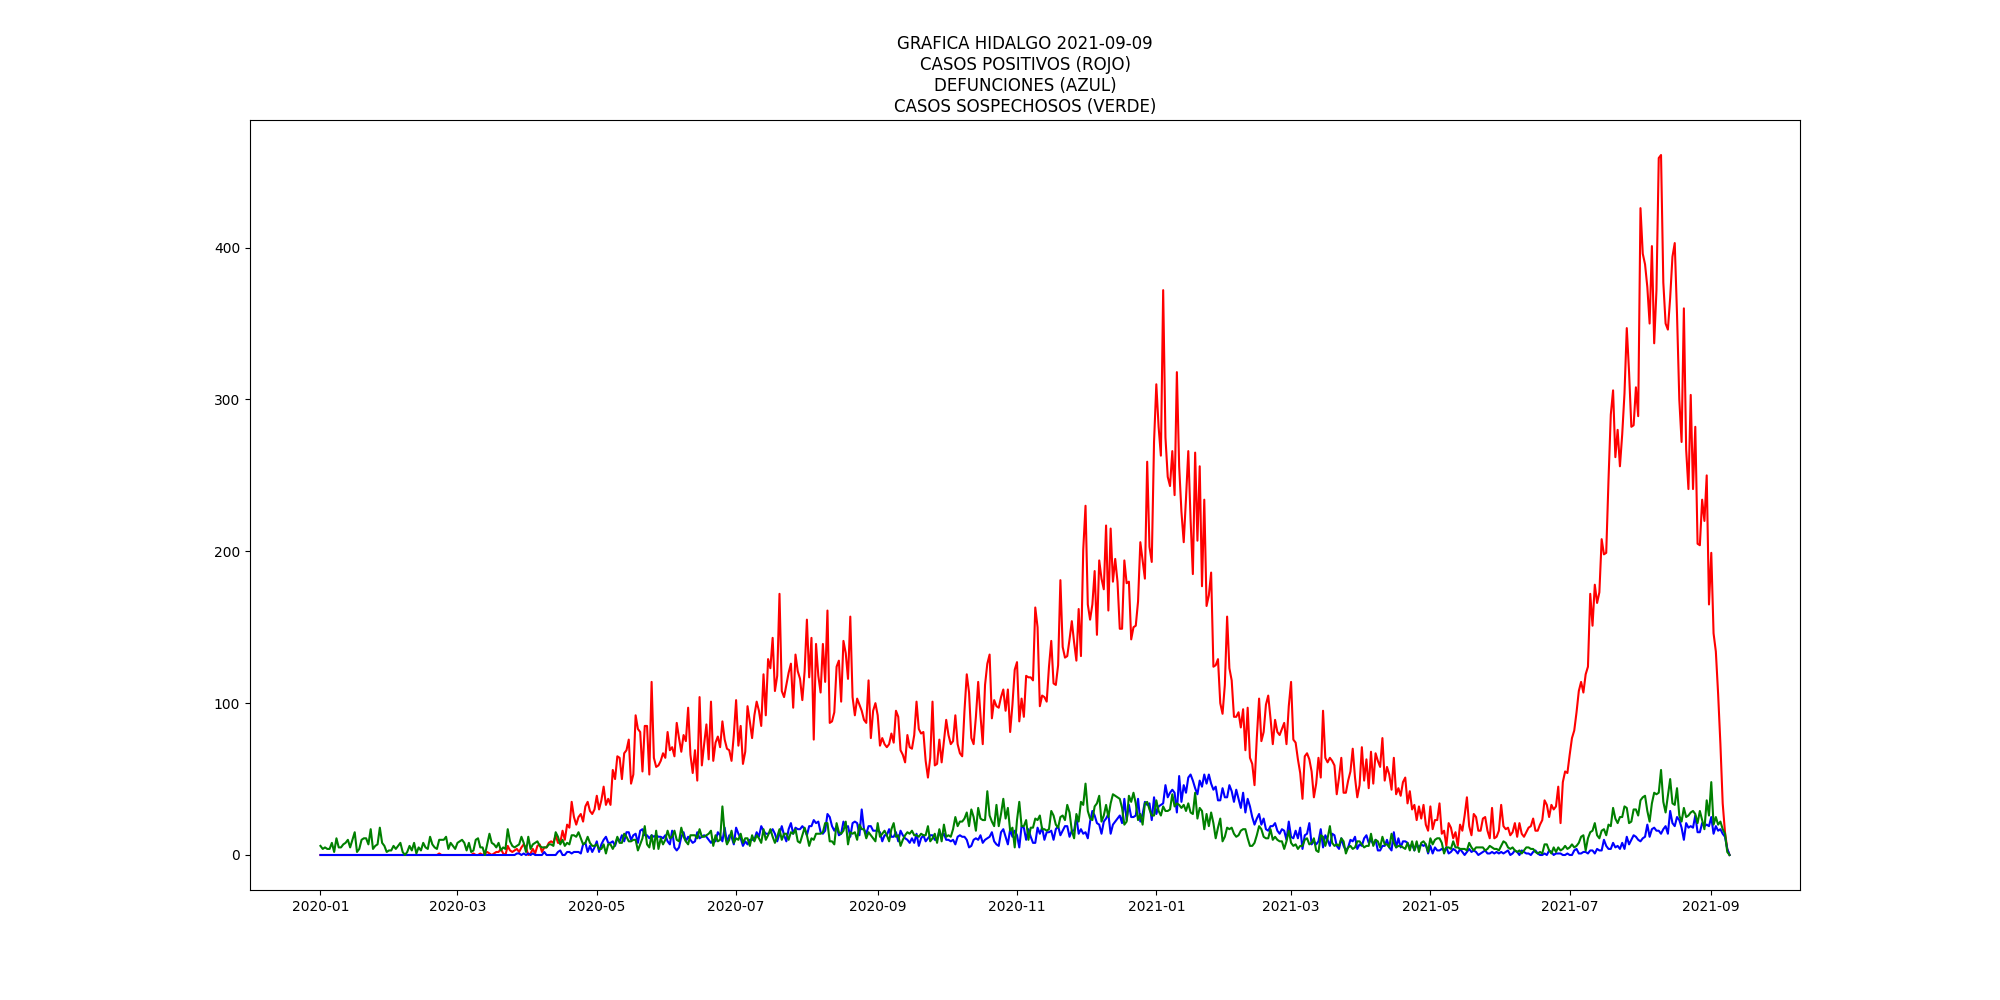 GRAFICA HIDALGO 2021-09-09
CASOS POSITIVOS (ROJO)
DEFUNCIONES (AZUL)
CASOS SOSPECHOSOS (VERDE)
400
300
200
100
0
2020-01 2020-03 2020-05 2020-07 2020-09 2020-11 2021-01 2021-03 2021-05 2021-07 2021-09